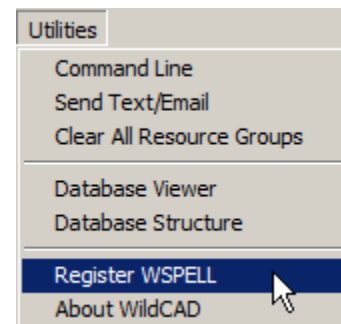 Utilities
Command Line
Send Text/Email
Clear All Resource Groups
Database Viewer
Database Structure
Register WSPELL
About WildCAD